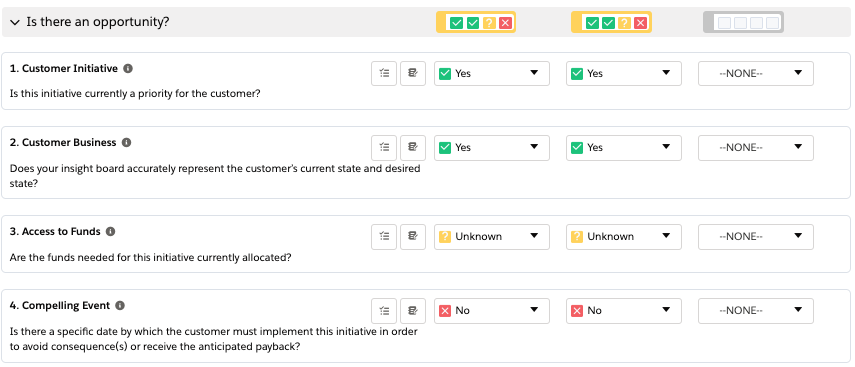 Is there an opportunity?
1. Customer Initiative
Yes
Yes
--NONE--
Is this initiative currently a priority for the customer?
2. Customer Business
Yes
Yes
--NONE--
Does your insight board accurately represent the customer's current state and desired
state?
3. Access to Funds
Unknown
Unknown
--NONE--
Are the funds needed for this initiative currently allocated?
4. Compelling Event
No
No
--NONE--
Is there a specific date by which the customer must implement this initiative in order
to avoid consequence(s) or receive the anticipated payback?